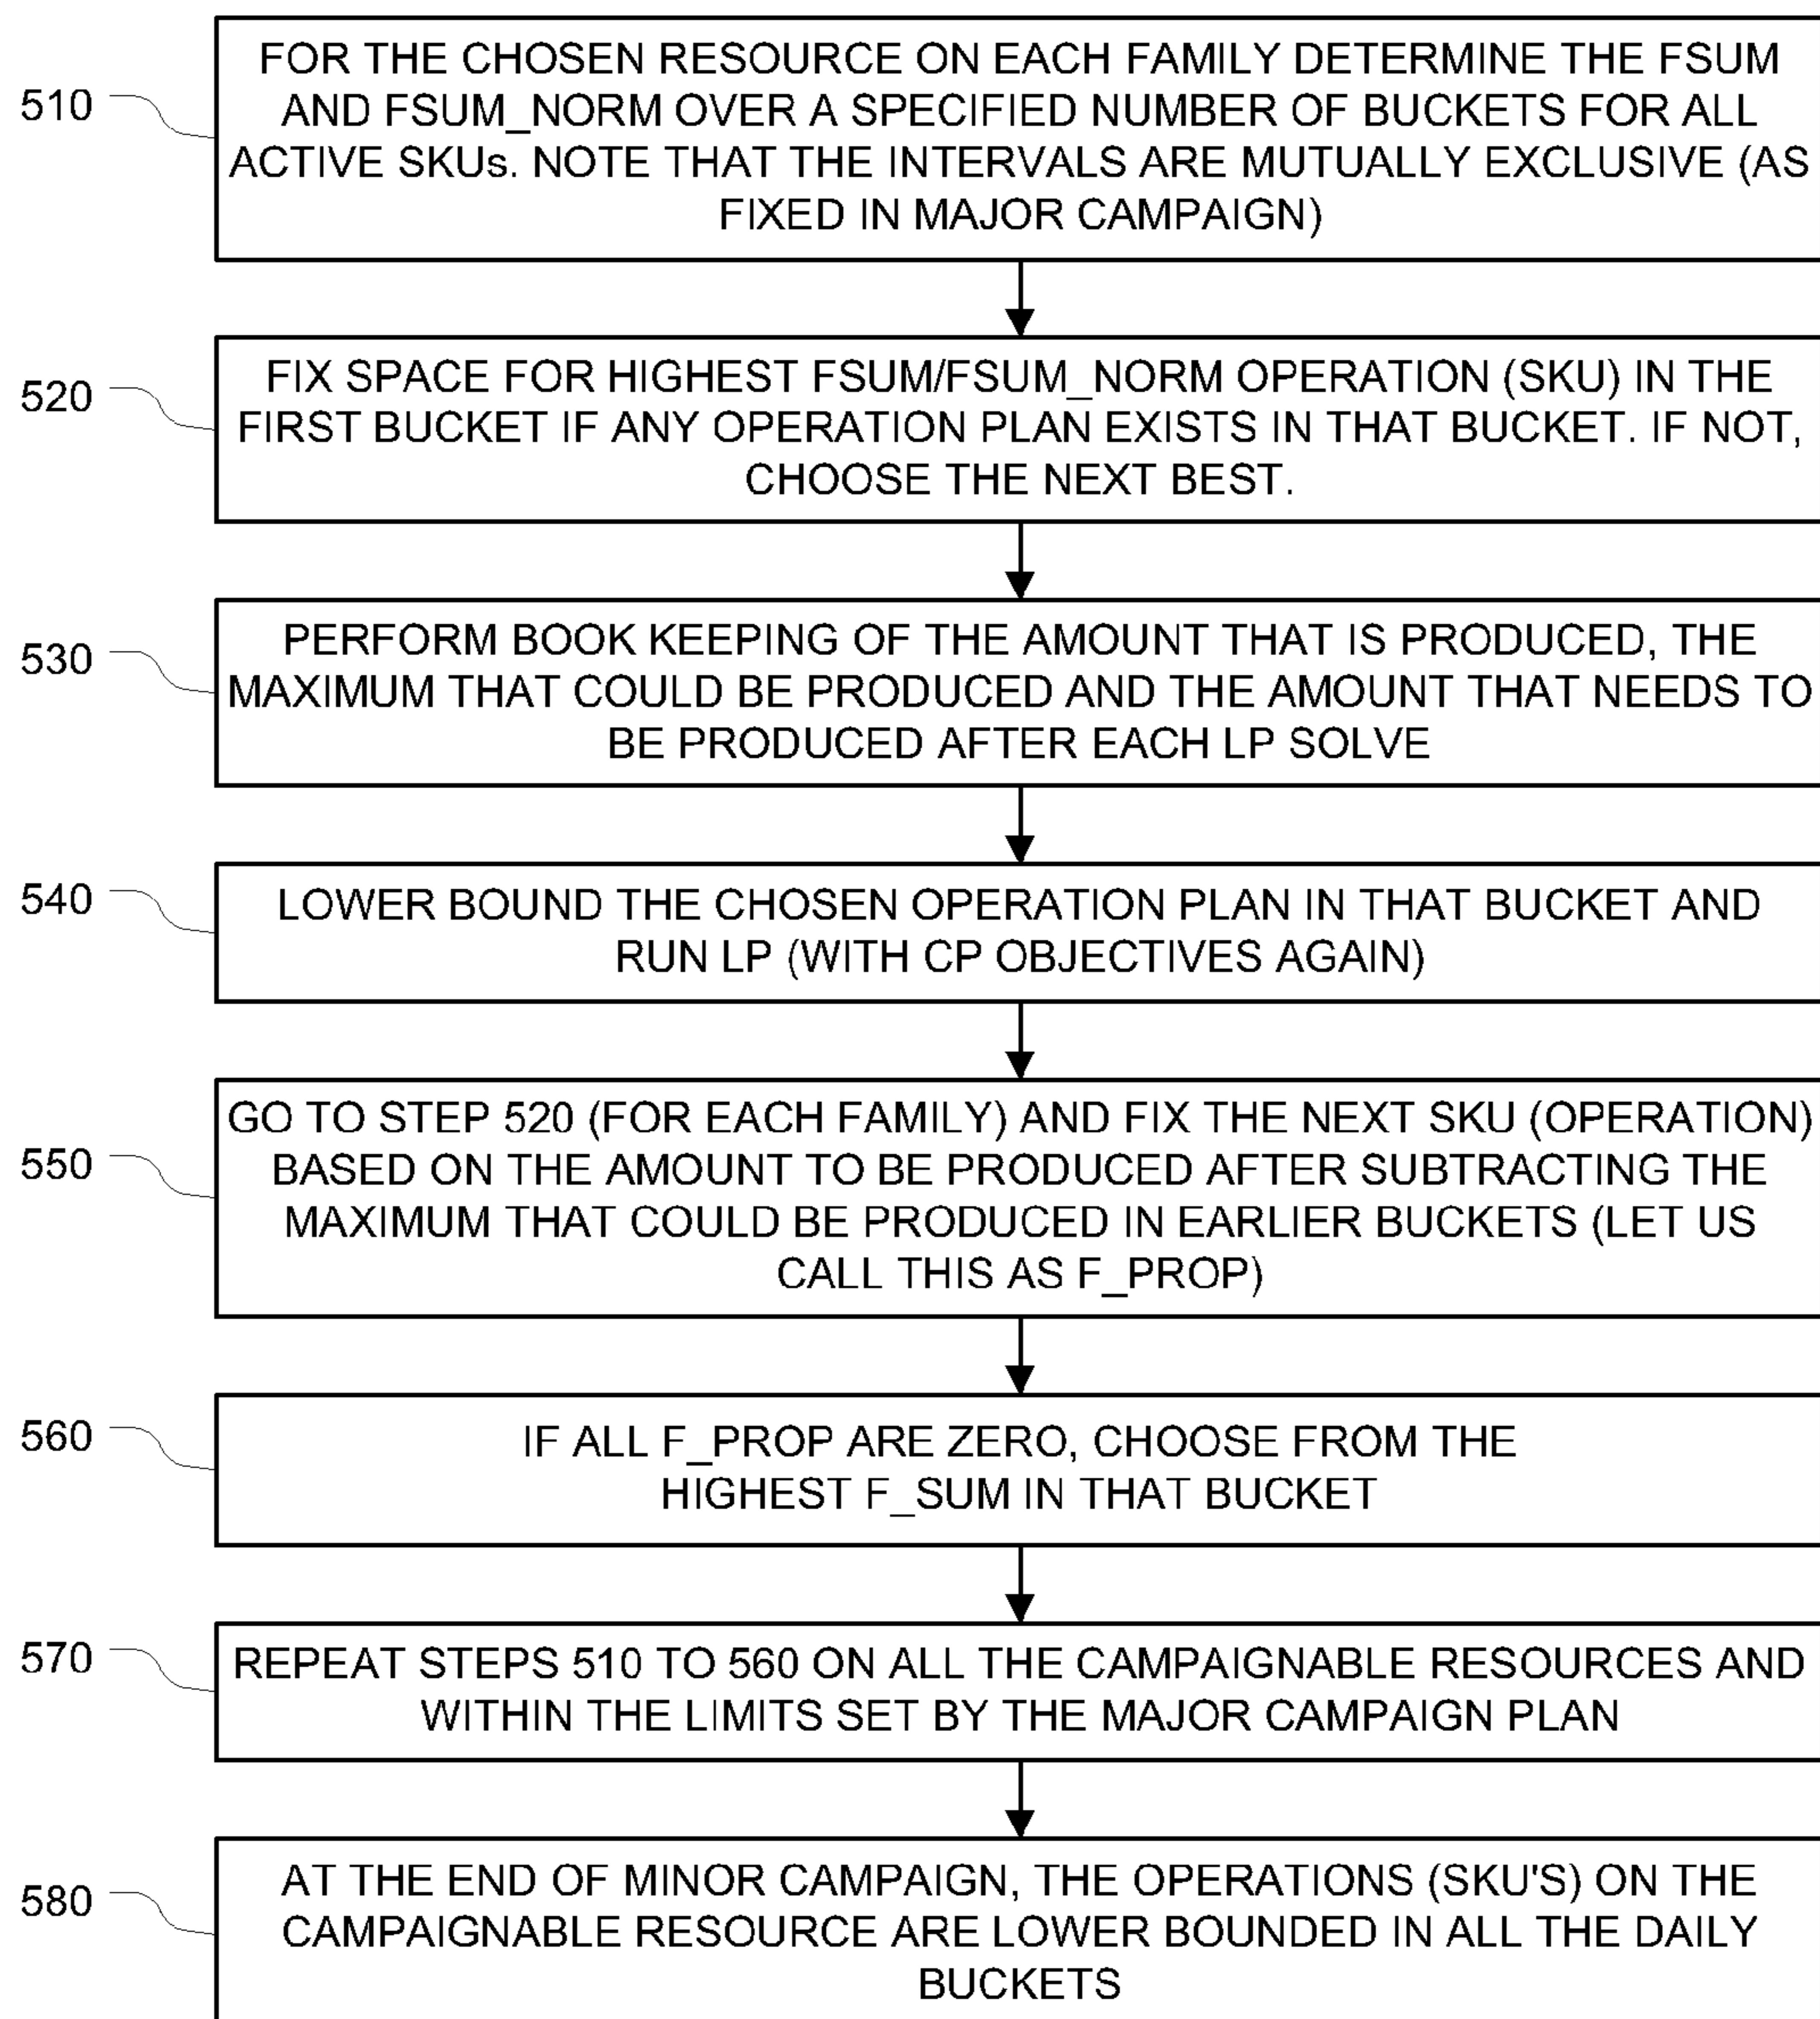 510
FOR THE CHOSEN RESOURCE ON EACH FAMILY DETERMINE THE FSUM
AND FSUM_NORM OVER A SPECIFIED NUMBER OF BUCKETS FOR ALL
ACTIVE SKUs. NOTE THAT THE INTERVALS ARE MUTUALLY EXCLUSIVE (AS
FIXED IN MAJOR CAMPAIGN)
520
FIX SPACE FOR HIGHEST FSUM/FSUM_NORM OPERATION (SKU) IN THE
FIRST BUCKET IF ANY OPERATION PLAN EXISTS IN THAT BUCKET. IF NOT,
CHOOSE THE NEXT BEST.
530
PERFORM BOOK KEEPING OF THE AMOUNT THAT IS PRODUCED, THE
MAXIMUM THAT COULD BE PRODUCED AND THE AMOUNT THAT NEEDS TO
BE PRODUCED AFTER EACH LP SOLVE
540
LOWER BOUND THE CHOSEN OPERATION PLAN IN THAT BUCKET AND
RUN LP (WITH CP OBJECTIVES AGAIN)
550
GO TO STEP 520 (FOR EACH FAMILY) AND FIX THE NEXT SKU (OPERATION)
BASED ON THE AMOUNT TO BE PRODUCED AFTER SUBTRACTING THE
MAXIMUM THAT COULD BE PRODUCED IN EARLIER BUCKETS (LET US
CALL THIS AS F_PROP)
560
IF ALL F_PROP ARE ZERO, CHOOSE FROM THE
HIGHEST F_SUM IN THAT BUCKET
570
REPEAT STEPS 510 TO 560 ON ALL THE CAMPAIGNABLE RESOURCES AND
WITHIN THE LIMITS SET BY THE MAJOR CAMPAIGN PLAN
580
AT THE END OF MINOR CAMPAIGN, THE OPERATIONS (SKU'S) ON THE
CAMPAIGNABLE RESOURCE ARE LOWER BOUNDED IN ALL THE DAILY
BUCKETS